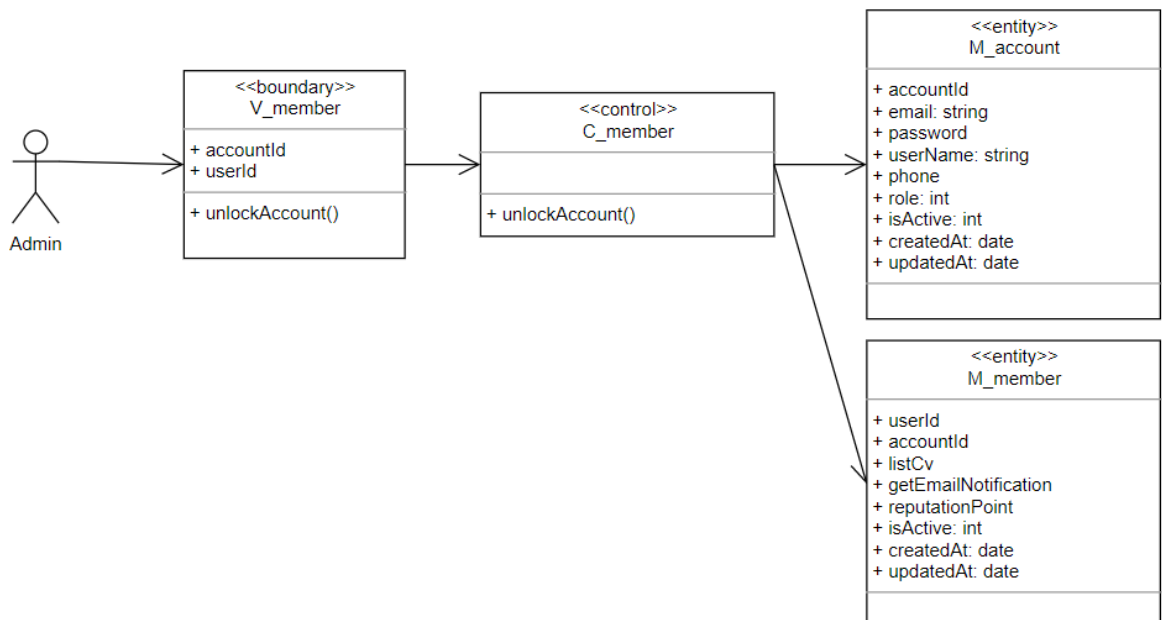 Admin
<<boundary>>
V_member
+ accountId
+ userId
+ unlockAccount()
<<control>>
C_member
+ unlockAccount()
<<entity>>
M_account
+ accountId
+ email: string
+ password
+ userName: string
+ phone
+ role: int
+ isActive: int
+ createdAt: date
+ updatedAt: date
<<entity>>
M_member
+ userId
+ accountId
+ listCv
+ getEmailNotification
+ reputationPoint
+ isActive: int
+ createdAt: date
+ updatedAt: date